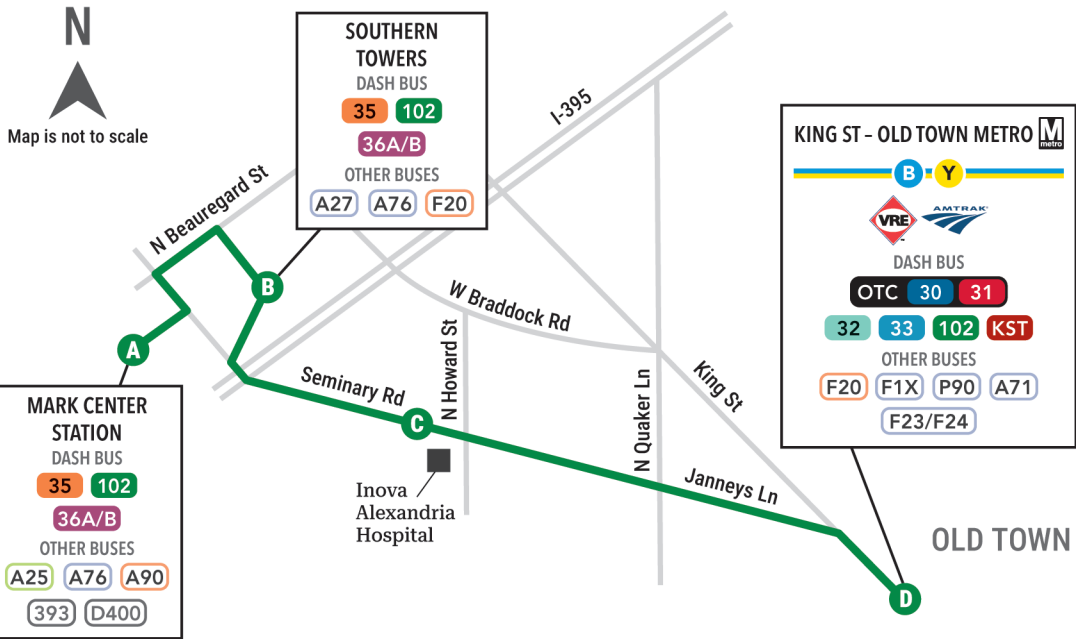 N
Map is not to scale
SOUTHERN
TOWERS
DASH BUS
35 102
36A/B
OTHER BUSES
A27 A76 F20
I-395
N Beauregard St
KING ST – OLD TOWN METRO M
metro
B Y
VRE AMTRAK
DASH BUS
OTC 30 31
32 33 102 KST
OTHER BUSES
F20 F1X P90 A71
F23/F24
B
A
W Braddock Rd
N Howard St
Seminary Rd
C
N Quaker Ln
King St
Janneys Ln
MARK CENTER
STATION
DASH BUS
35 102
36A/B
OTHER BUSES
A25 A76 A90
393 D400
Inova
Alexandria
Hospital
OLD TOWN
D